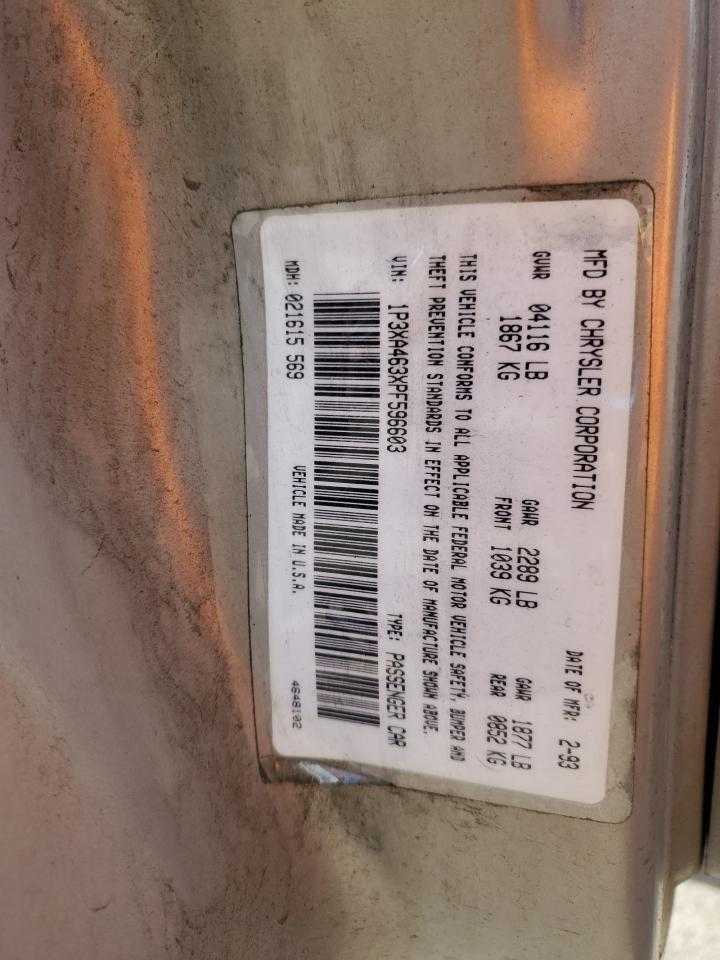 MFD BY CHRYSLER CORPORATION
DATE OF MFR: 2-93
GVWR 04116 LB
1867 KG
GAWR 2289 LB
FRONT 1039 KG
GAWR 1877 LB
REAR 0852 KG
THIS VEHICLE CONFORMS TO ALL APPLICABLE FEDERAL MOTOR VEHICLE SAFETY, BUMPER AND
THEFT PREVENTION STANDARDS IN EFFECT ON THE DATE OF MANUFACTURE SHOWN ABOVE.
VIN: 1P3XA463XPF596603
TYPE: PASSENGER CAR
MDH: 021615 569
VEHICLE MADE IN U.S.A.
4648102